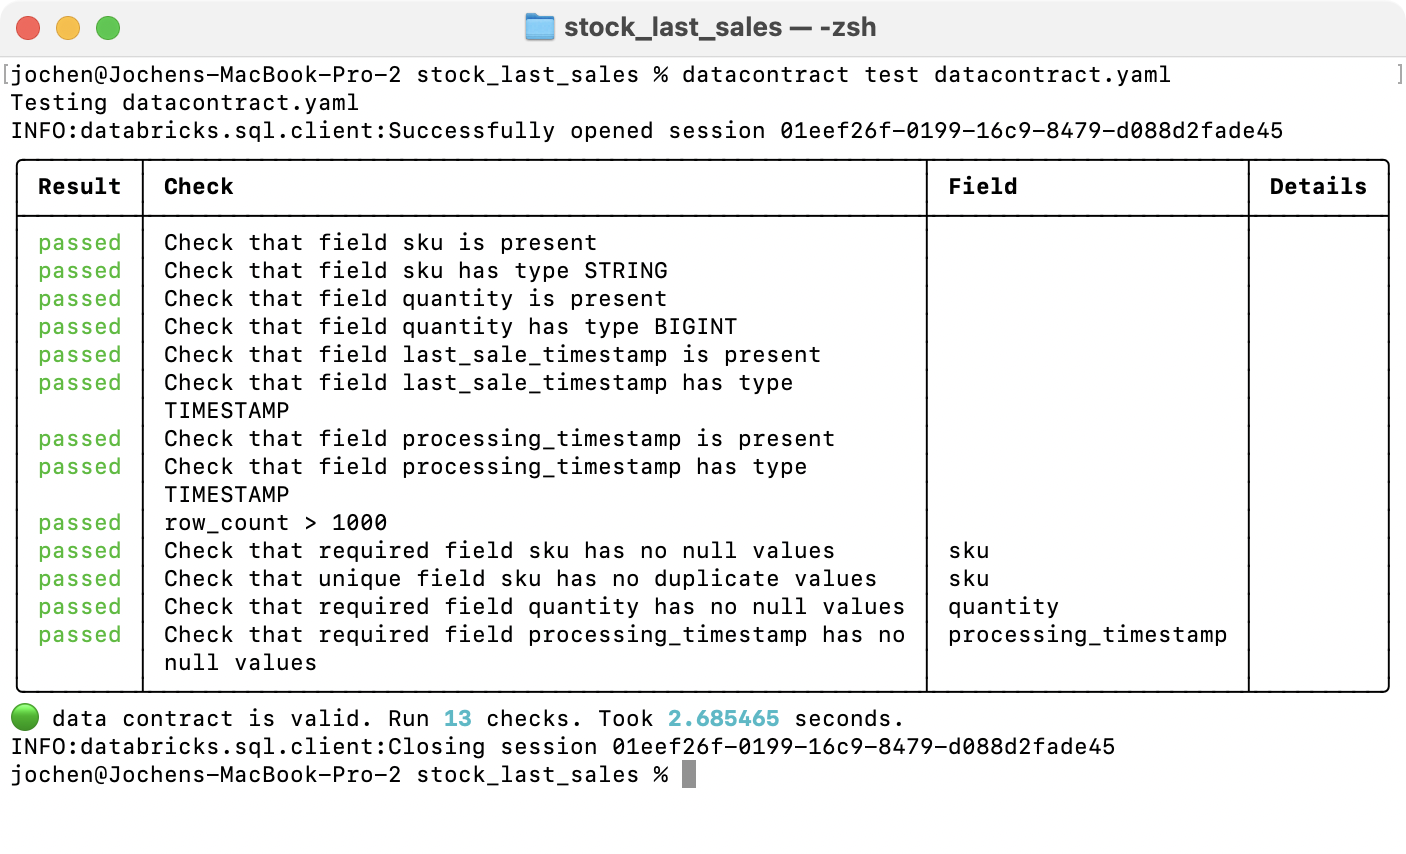 stock_last_sales — -zsh
[jochen@Jochens-MacBook-Pro-2 stock_last_sales % datacontract test datacontract.yaml ]
Testing datacontract.yaml
INFO:databricks.sql.client:Successfully opened session 01eef26f-0199-16c9-8479-d088d2fade45
Result Check Field Details
passed Check that field sku is present
passed Check that field sku has type STRING
passed Check that field quantity is present
passed Check that field quantity has type BIGINT
passed Check that field last_sale_timestamp is present
passed Check that field last_sale_timestamp has type
TIMESTAMP
passed Check that field processing_timestamp is present
passed Check that field processing_timestamp has type
TIMESTAMP
passed row_count > 1000
passed Check that required field sku has no null values sku
passed Check that unique field sku has no duplicate values sku
passed Check that required field quantity has no null values quantity
passed Check that required field processing_timestamp has no processing_timestamp
null values
🟢 data contract is valid. Run 13 checks. Took 2.685465 seconds.
INFO:databricks.sql.client:Closing session 01eef26f-0199-16c9-8479-d088d2fade45
jochen@Jochens-MacBook-Pro-2 stock_last_sales %